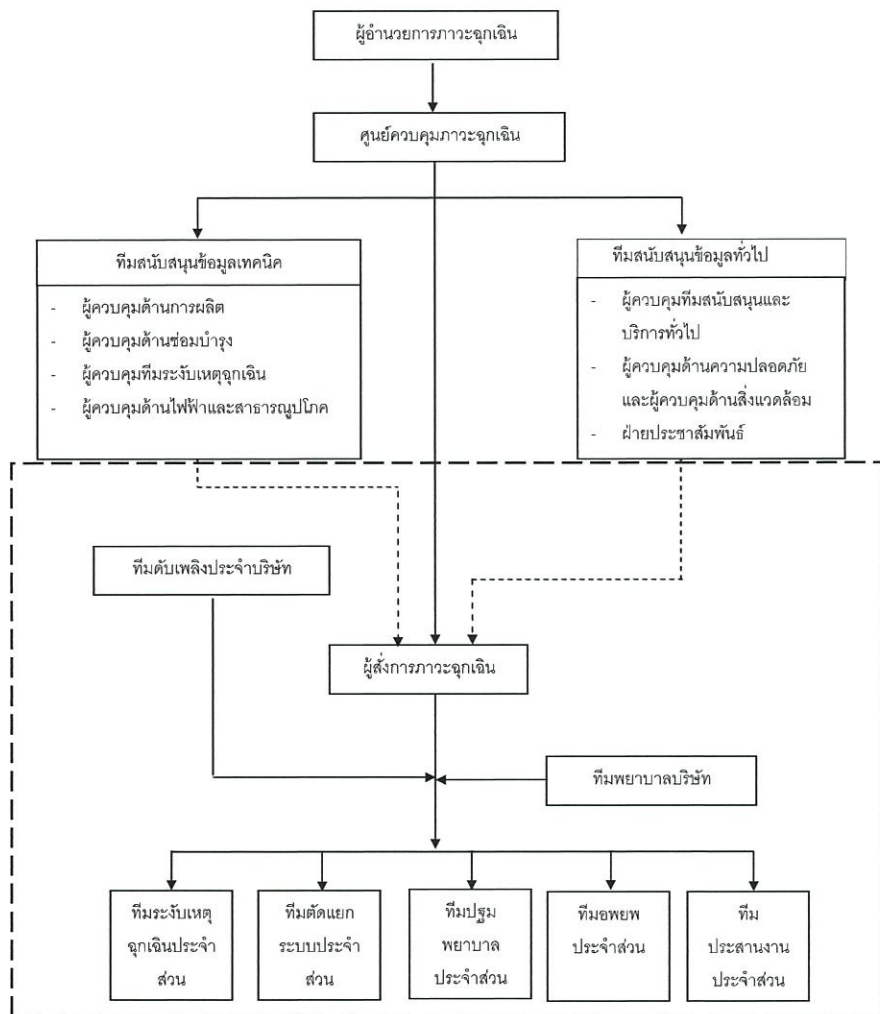 ผู้อำนวยการภาวะฉุกเฉิน
ศูนย์ควบคุมภาวะฉุกเฉิน
ทีมสนับสนุนข้อมูลเทคนิค
- ผู้ควบคุมด้านการผลิต
- ผู้ควบคุมด้านซ่อมบำรุง
- ผู้ควบคุมทีมระงับเหตุฉุกเฉิน
- ผู้ควบคุมด้านไฟฟ้าและสาธารณูปโภค
ทีมสนับสนุนข้อมูลทั่วไป
- ผู้ควบคุมทีมสนับสนุนและ
บริการทั่วไป
- ผู้ควบคุมด้านความปลอดภัย
และผู้ควบคุมด้านสิ่งแวดล้อม
- ฝ่ายประชาสัมพันธ์
ทีมดับเพลิงประจำบริษัท
ผู้สั่งการภาวะฉุกเฉิน
ทีมพยาบาลบริษัท
ทีมระงับเหตุ
ฉุกเฉินประจำ
ส่วน
ทีมตัดแยก
ระบบประจำ
ส่วน
ทีมปฐม
พยาบาล
ประจำส่วน
ทีมอพยพ
ประจำส่วน
ทีม
ประสานงาน
ประจำส่วน